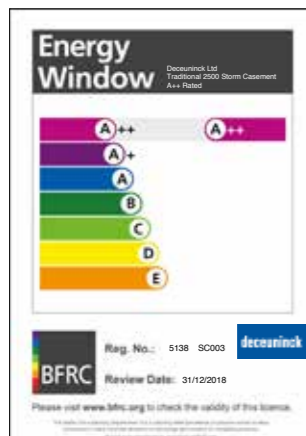 Energy
Window
Deceuninck Ltd
Traditional 2500 Storm Casement
A++ Rated
A++ A++
A+
A
B
C
D
E
BFRC
Reg. No.: 5138 SC003
deceuninck
Review Date: 31/12/2018
Please visit www.bfrc.org to check the validity of this licence.